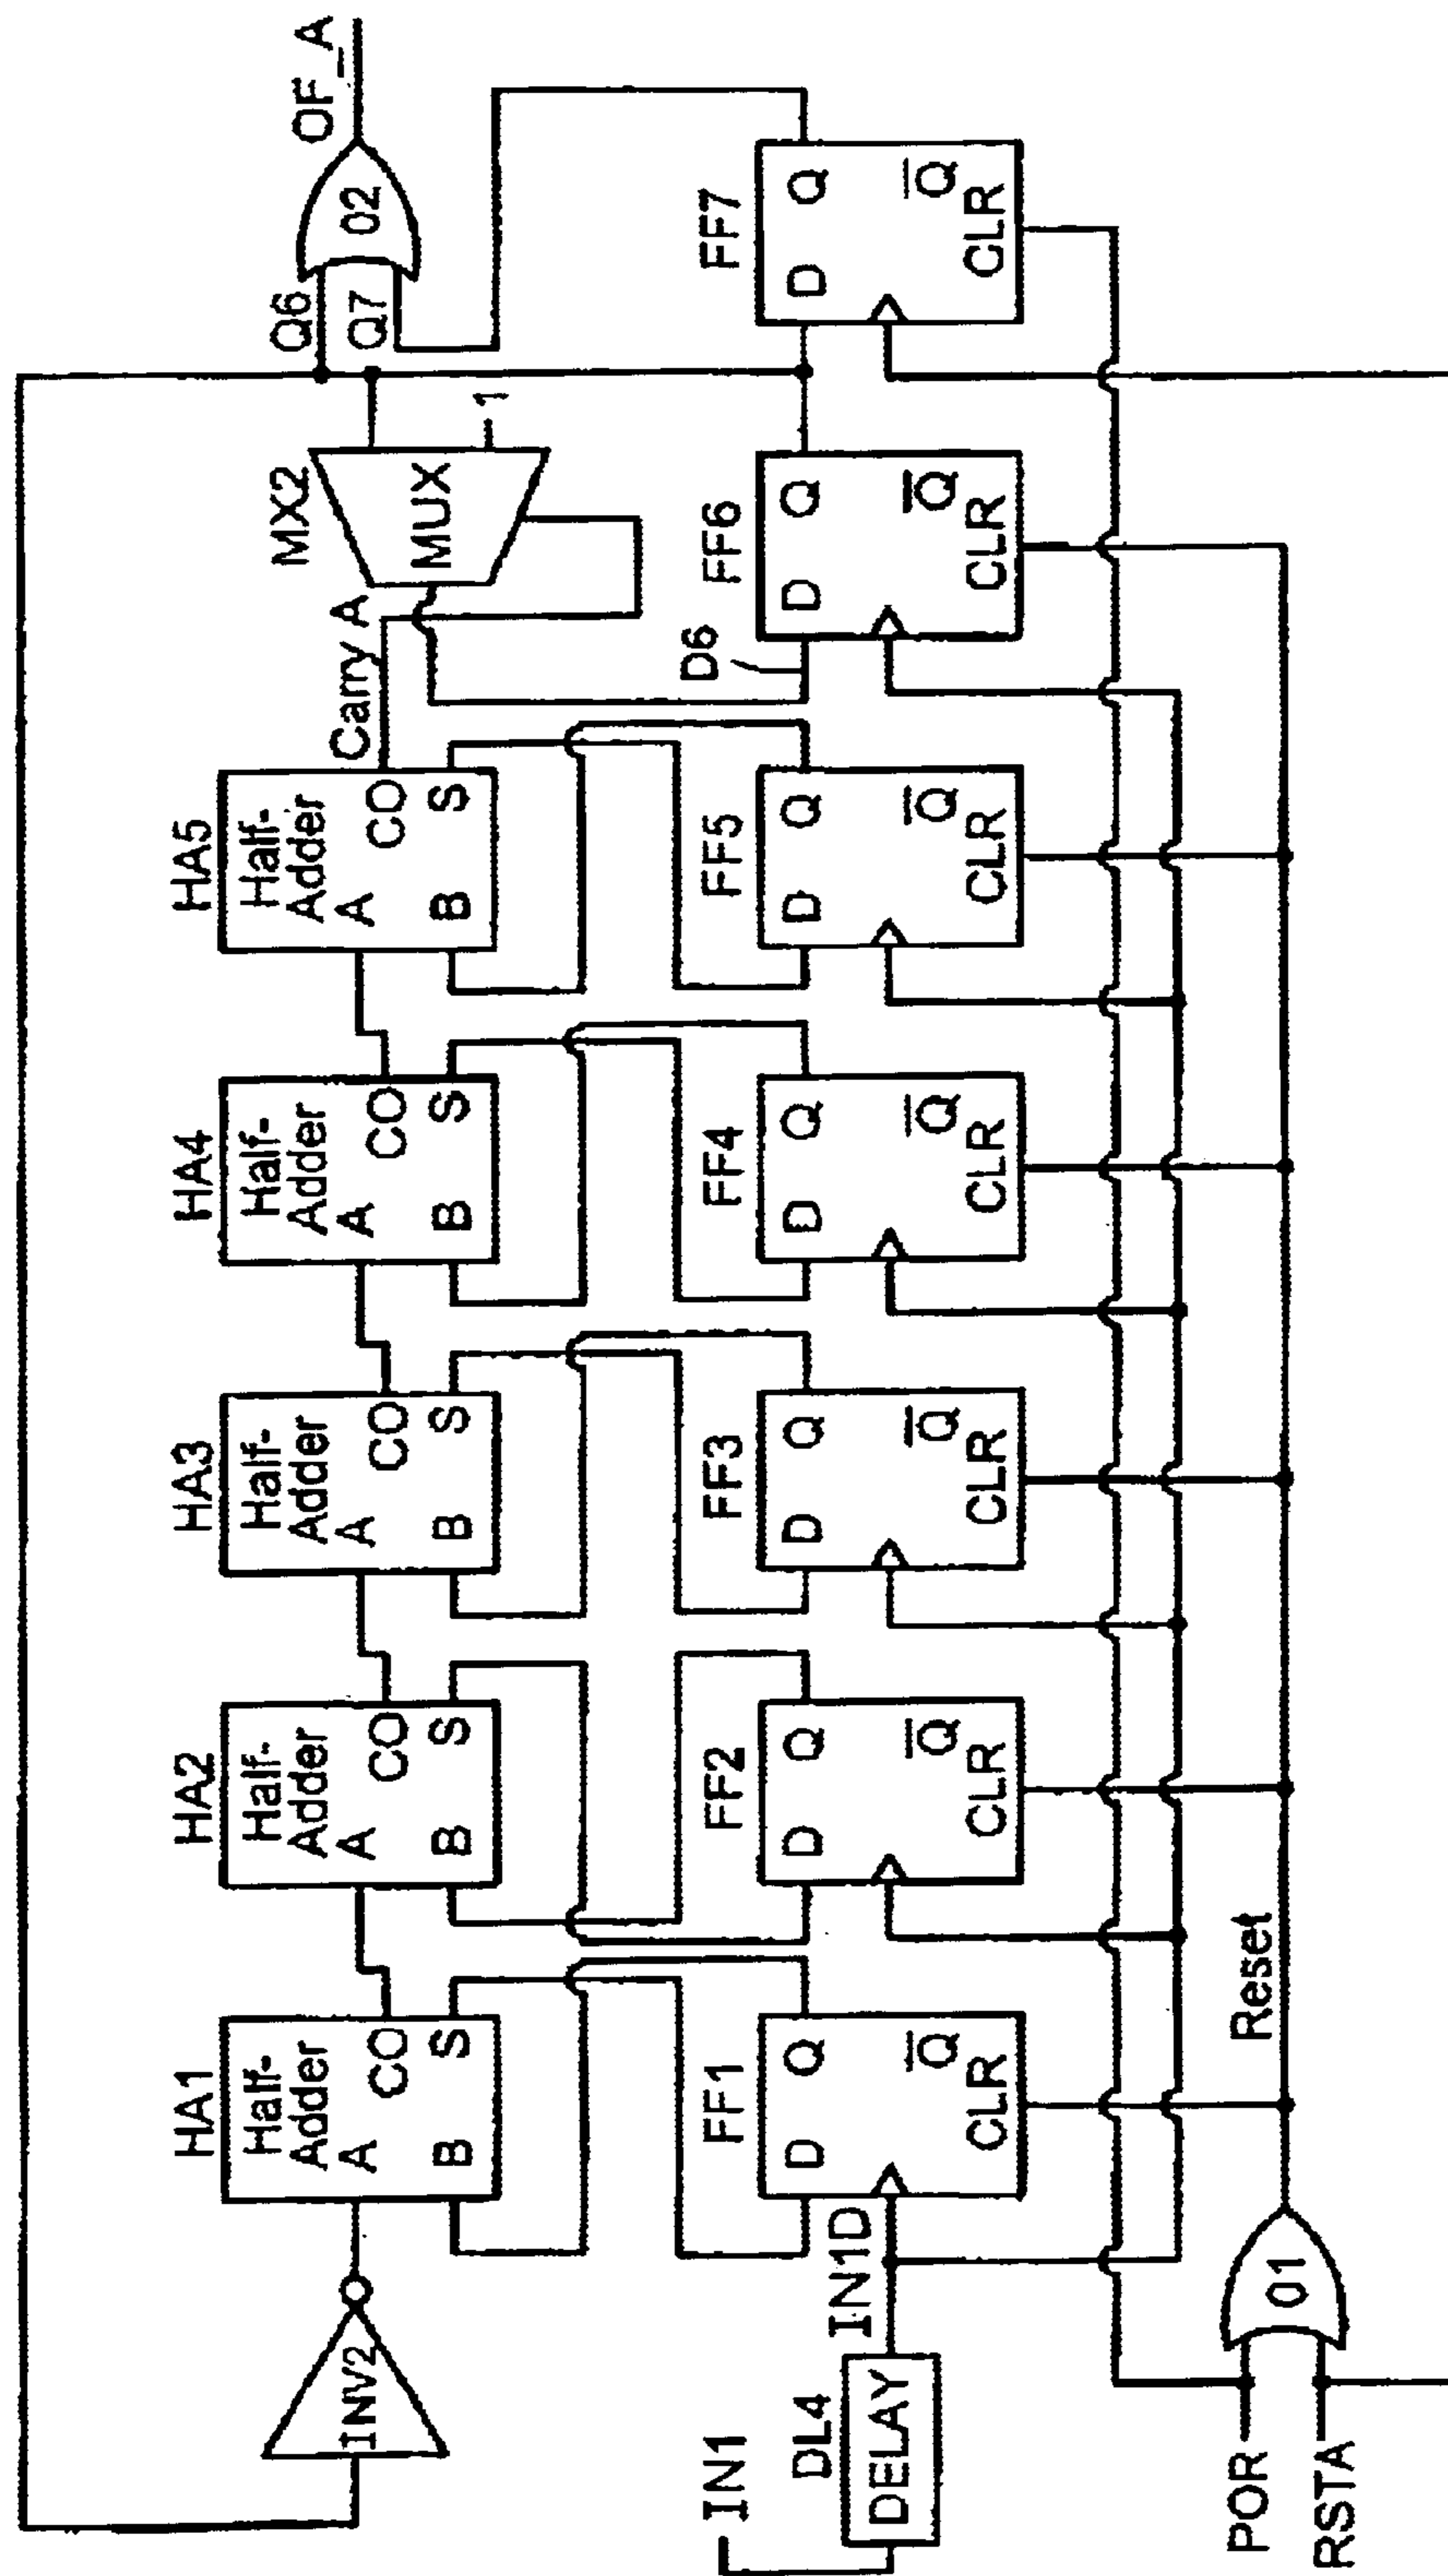 HA1
Half-
Adder
A
CO
B
S
HA2
Half-
Adder
A
CO
B
S
HA3
Half-
Adder
A
CO
B
S
HA4
Half-
Adder
A
CO
B
S
HA5
Half-
Adder
A
CO
B
S
Carry A
MX2
MUX
1
Q6
Q7
02
OF_A
INV2
IN1
DL4
DELAY
IN1D
FF1
D
Q
Q̅
CLR
FF2
D
Q
Q̅
CLR
FF3
D
Q
Q̅
CLR
FF4
D
Q
Q̅
CLR
FF5
D
Q
Q̅
CLR
D6
FF6
D
Q
Q̅
CLR
FF7
D
Q
Q̅
CLR
POR
RSTA
01
Reset